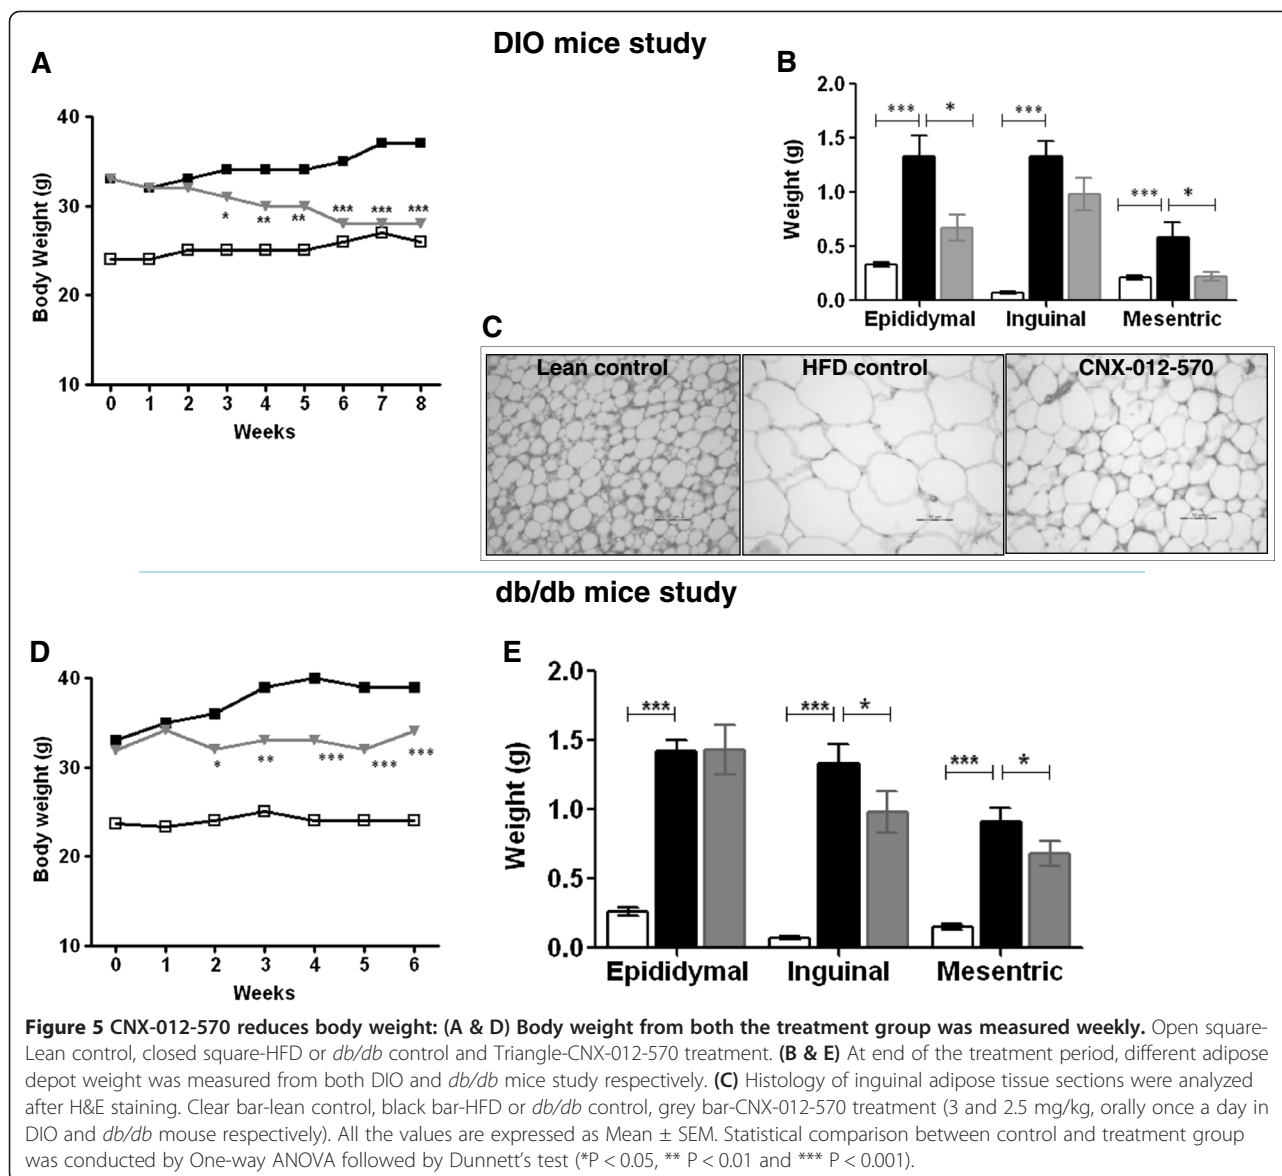 DIO mice study
A
Body Weight (g)
40
30
20
10
* ** ** *** *** ***
0 1 2 3 4 5 6 7 8
Weeks
B
Weight (g)
2.0
1.5
1.0
0.5
0.0
*** * *** *** *
Epididymal Inguinal Mesentric
C
Lean control HFD control CNX-012-570
db/db mice study
D
Body weight (g)
40
30
20
10
* ** *** *** ***
0 1 2 3 4 5 6
Weeks
E
Weight (g)
2.0
1.5
1.0
0.5
0.0
*** *** * *** *
Epididymal Inguinal Mesentric
Figure 5 CNX-012-570 reduces body weight: (A & D) Body weight from both the treatment group was measured weekly. Open square-
Lean control, closed square-HFD or db/db control and Triangle-CNX-012-570 treatment. (B & E) At end of the treatment period, different adipose
depot weight was measured from both DIO and db/db mice study respectively. (C) Histology of inguinal adipose tissue sections were analyzed
after H&E staining. Clear bar-lean control, black bar-HFD or db/db control, grey bar-CNX-012-570 treatment (3 and 2.5 mg/kg, orally once a day in
DIO and db/db mouse respectively). All the values are expressed as Mean ± SEM. Statistical comparison between control and treatment group
was conducted by One-way ANOVA followed by Dunnett's test (*P < 0.05, ** P < 0.01 and *** P < 0.001).